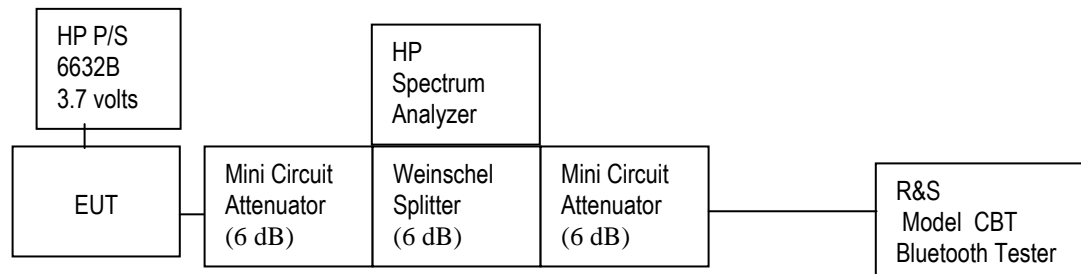 HP P/S
6632B
3.7 volts
HP
Spectrum
Analyzer
EUT
Mini Circuit
Attenuator
(6 dB)
Weinschel
Splitter
(6 dB)
Mini Circuit
Attenuator
(6 dB)
R&S
Model CBT
Bluetooth Tester